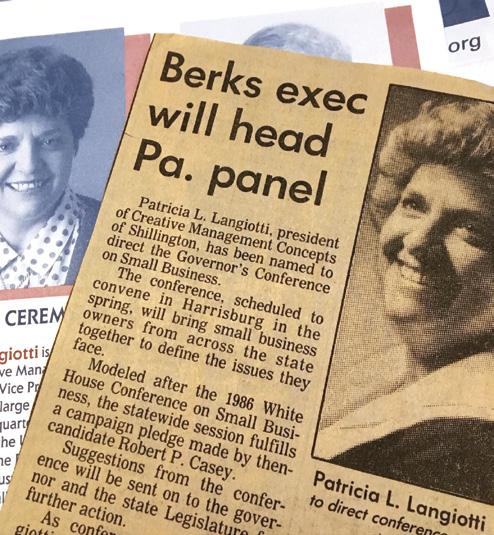 org
Berks exec
will head
Pa. panel
Patricia L. Langiotti, president
of Creative Management Concepts
of Shillington, has been named to
direct the Governor's Conference
on Small Business.
The conference, scheduled to
convene in Harrisburg in the
spring, will bring small business
owners from across the state
together to define the issues they
face.
Modeled after the 1986 White
House Conference on Small Busi-
ness, the statewide session fulfills
a campaign pledge made by then-
candidate Robert P. Casey.
Suggestions from the confer-
ence will be sent on to the gover-
nor and the state Legislature
further action.
As confer
giotti
Patricia L. Langiotti
to direct conference
CEREM
giotti is
ve Mana
Vice Pr
large
quarte
the